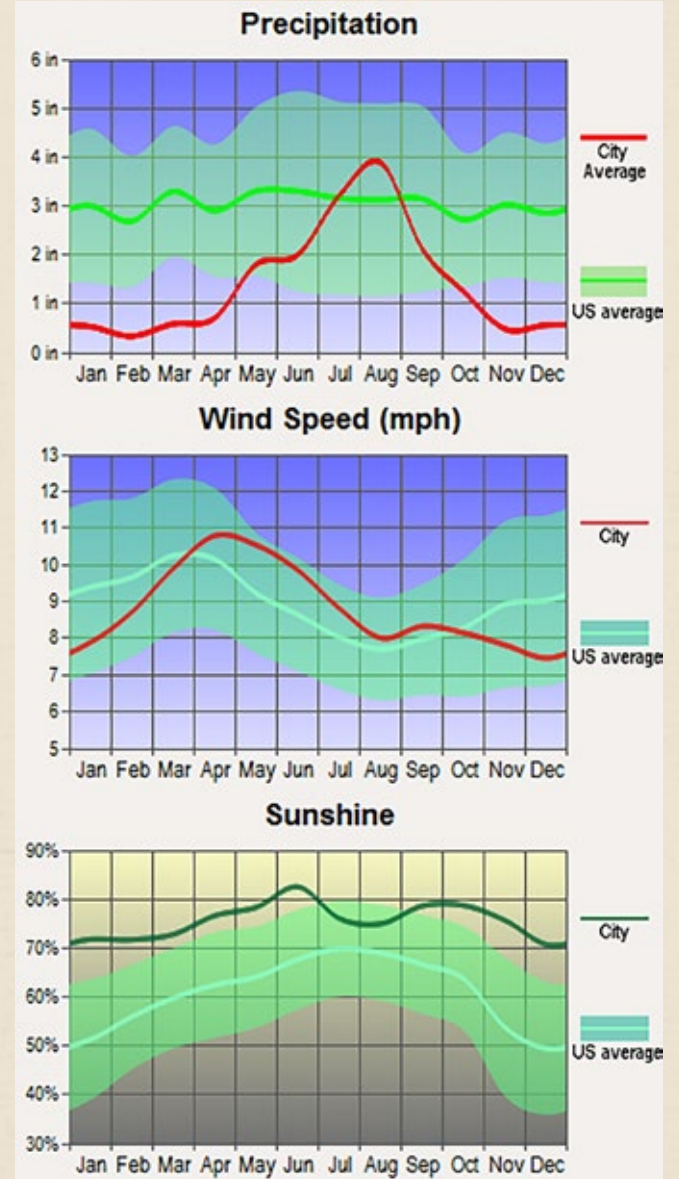 Precipitation
6 in
5 in
4 in
3 in
2 in
1 in
0 in
Jan Feb Mar Apr May Jun Jul Aug Sep Oct Nov Dec
City
Average
US average
Wind Speed (mph)
13
12
11
10
9
8
7
6
5
Jan Feb Mar Apr May Jun Jul Aug Sep Oct Nov Dec
City
US average
Sunshine
90%
80%
70%
60%
50%
40%
30%
Jan Feb Mar Apr May Jun Jul Aug Sep Oct Nov Dec
City
US average